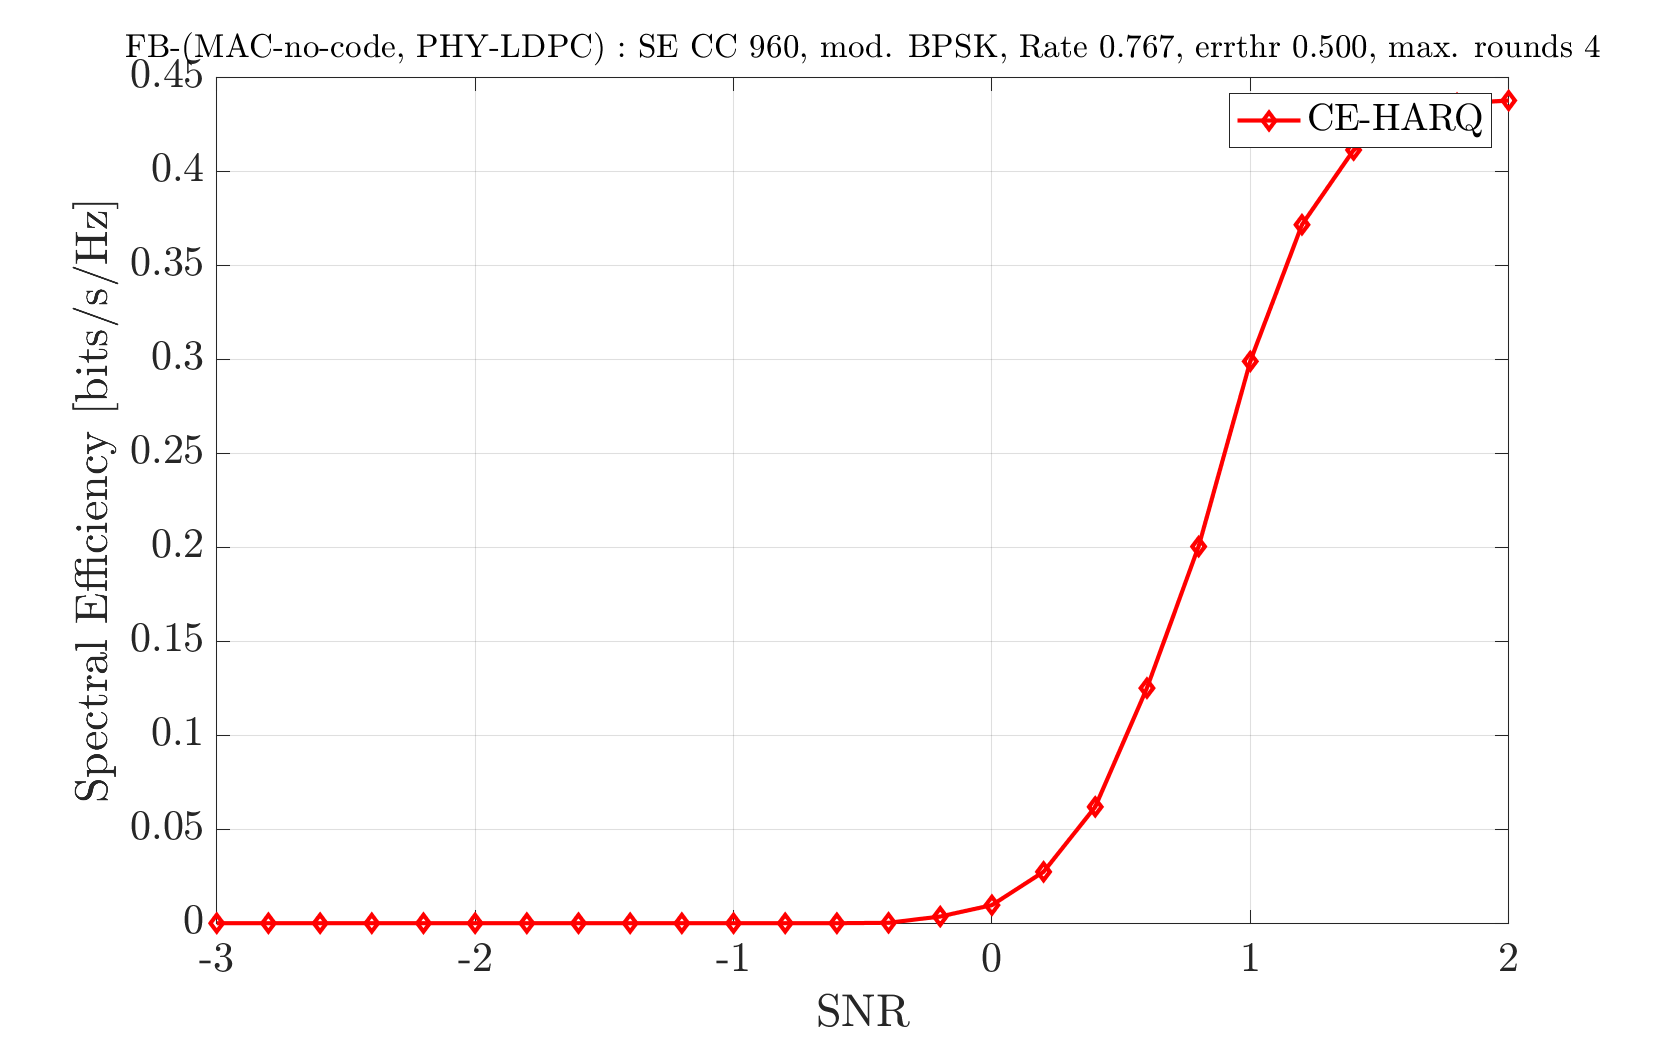 FB-(MAC-no-code, PHY-LDPC) : SE CC 960, mod. BPSK, Rate 0.767, errthr 0.500, max. rounds 4
0.45
CE-HARQ
0.4
0.35
0.3
0.25
0.2
0.15
0.1
0.05
0
Spectral Efficiency [bits/s/Hz]
-3 -2 -1 0 1 2
SNR